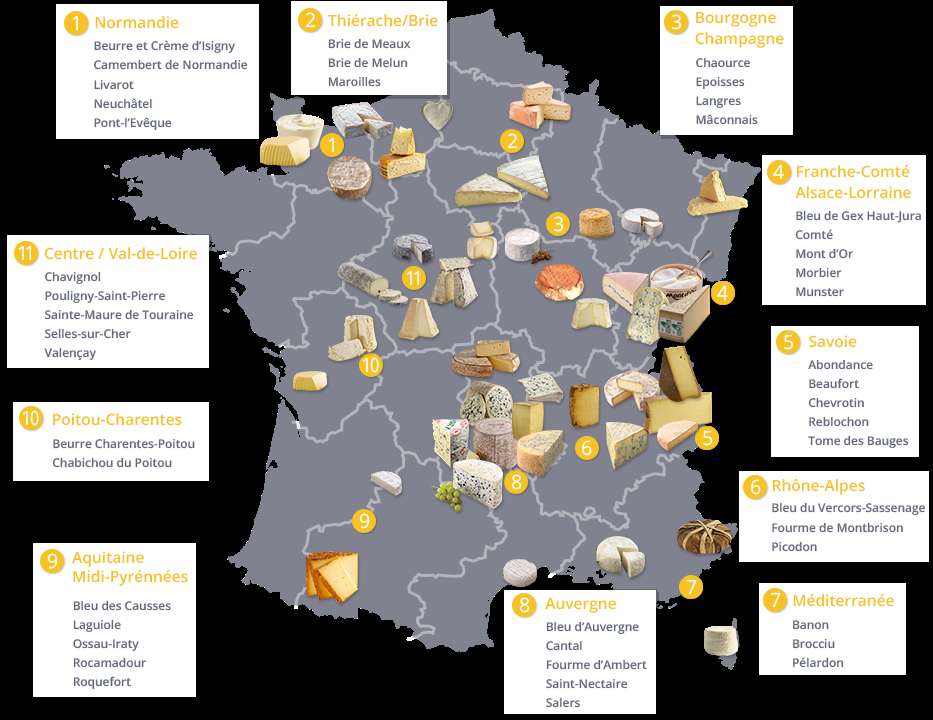 1 Normandie
Beurre et Crème d'Isigny
Camembert de Normandie
Livarot
Neuchâtel
Pont-l'Evêque
2 Thiérache/Brie
Brie de Meaux
Brie de Melun
Maroilles
3 Bourgogne
Champagne
Chaource
Epoisses
Langres
Mâconnais
4 Franche-Comté
Alsace-Lorraine
Bleu de Gex Haut-Jura
Comté
Mont d'Or
Morbier
Munster
5 Savoie
Abondance
Beaufort
Chevrotin
Reblochon
Tome des Bauges
6 Rhône-Alpes
Bleu du Vercors-Sassenage
Fourme de Montbrison
Picodon
7 Méditerranée
Banon
Brocciu
Pélardon
8 Auvergne
Bleu d'Auvergne
Cantal
Fourme d'Ambert
Saint-Nectaire
Salers
9 Aquitaine
Midi-Pyrénnées
Bleu des Causses
Laguiole
Ossau-Iraty
Rocamadour
Roquefort
10 Poitou-Charentes
Beurre Charentes-Poitou
Chabichou du Poitou
11 Centre / Val-de-Loire
Chavignol
Pouligny-Saint-Pierre
Sainte-Maure de Touraine
Selles-sur-Cher
Valençay
1
2
3
11
4
10
5
6
8
9
7